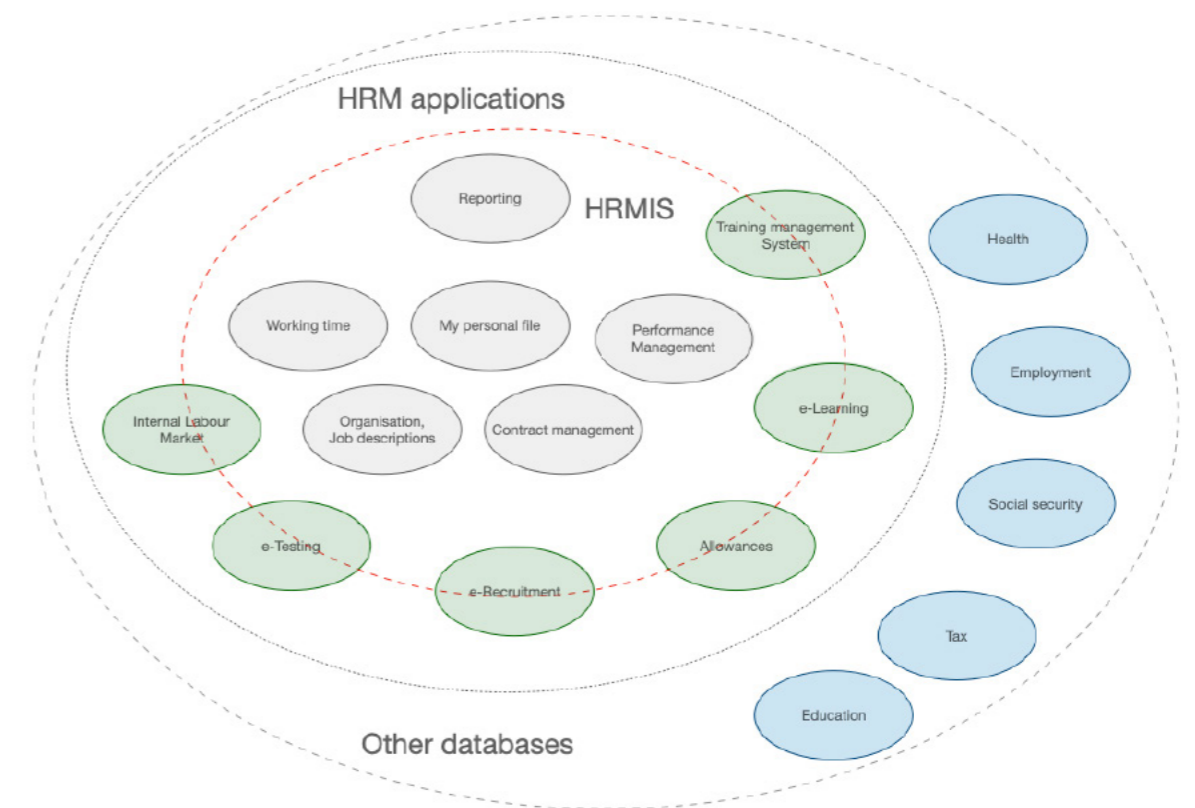 HRM applications
Reporting
HRMIS
Training management
System
Health
Working time
My personal file
Performance
Management
Employment
Internal Labour
Market
Organisation,
Job descriptions
Contract management
e-Learning
Social security
e-Testing
e-Recruitment
Allowances
Tax
Education
Other databases